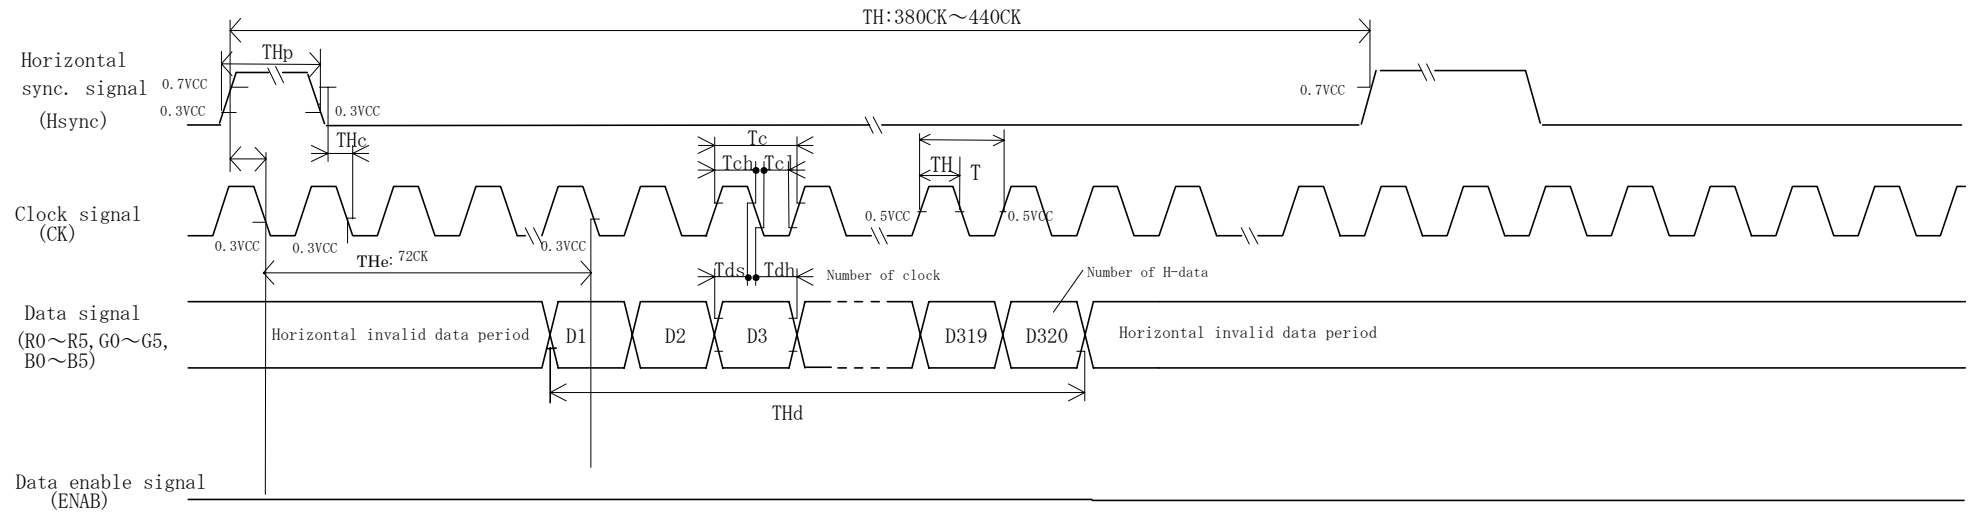 TH:380CK～440CK
THp
Horizontal
sync. signal
(Hsync)
0.7VCC
0.3VCC
0.3VCC
0.7VCC
THc
Tc
Tch
Tcl
TH
T
Clock signal
(CK)
0.5VCC
0.5VCC
0.3VCC
0.3VCC
0.3VCC
THe: 72CK
Tds
Tdh
Number of clock
Number of H-data
Data signal
(R0～R5,G0～G5,
B0～B5)
Horizontal invalid data period
D1
D2
D3
D319
D320
Horizontal invalid data period
THd
Data enable signal
(ENAB)